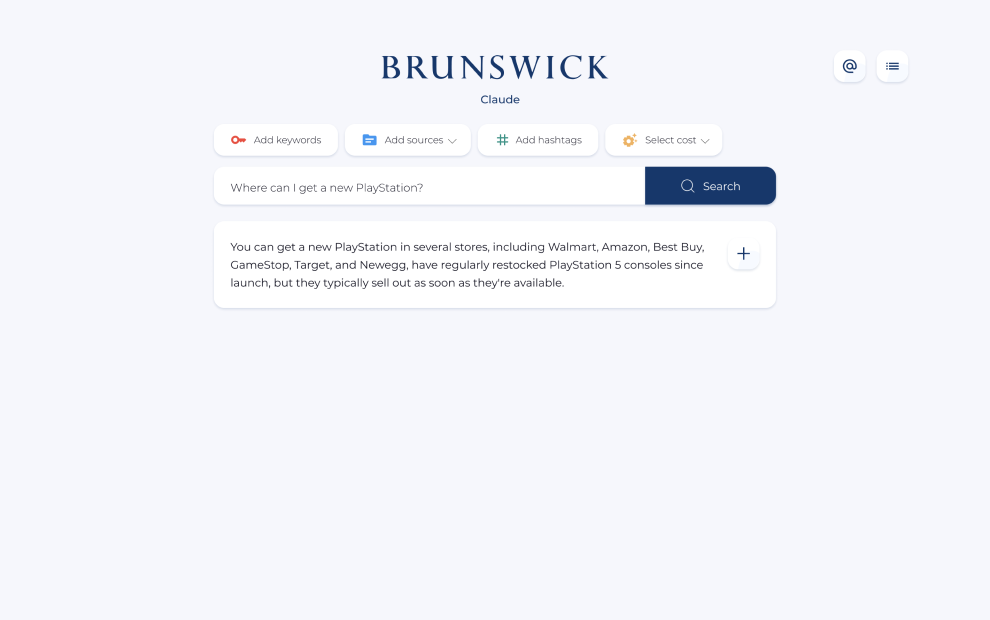 BRUNSWICK
Claude
Add keywords
Add sources
Add hashtags
Select cost
Where can I get a new PlayStation?
Search
You can get a new PlayStation in several stores, including Walmart, Amazon, Best Buy,
GameStop, Target, and Newegg, have regularly restocked PlayStation 5 consoles since
launch, but they typically sell out as soon as they're available.